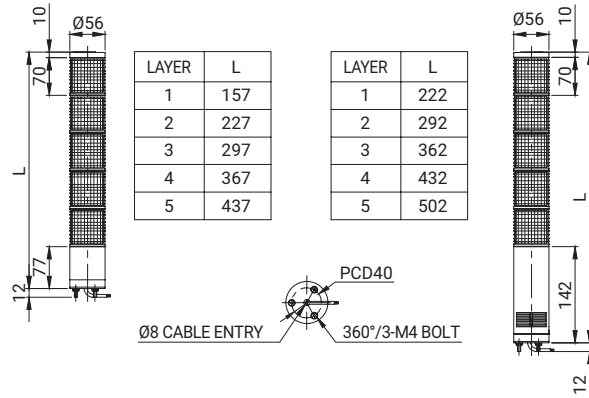 10
Ø56
70
L
77
12
LAYER L
1 157
2 227
3 297
4 367
5 437
LAYER L
1 222
2 292
3 362
4 432
5 502
Ø56
10
70
L
142
12
PCD40
Ø8 CABLE ENTRY
360°/3-M4 BOLT